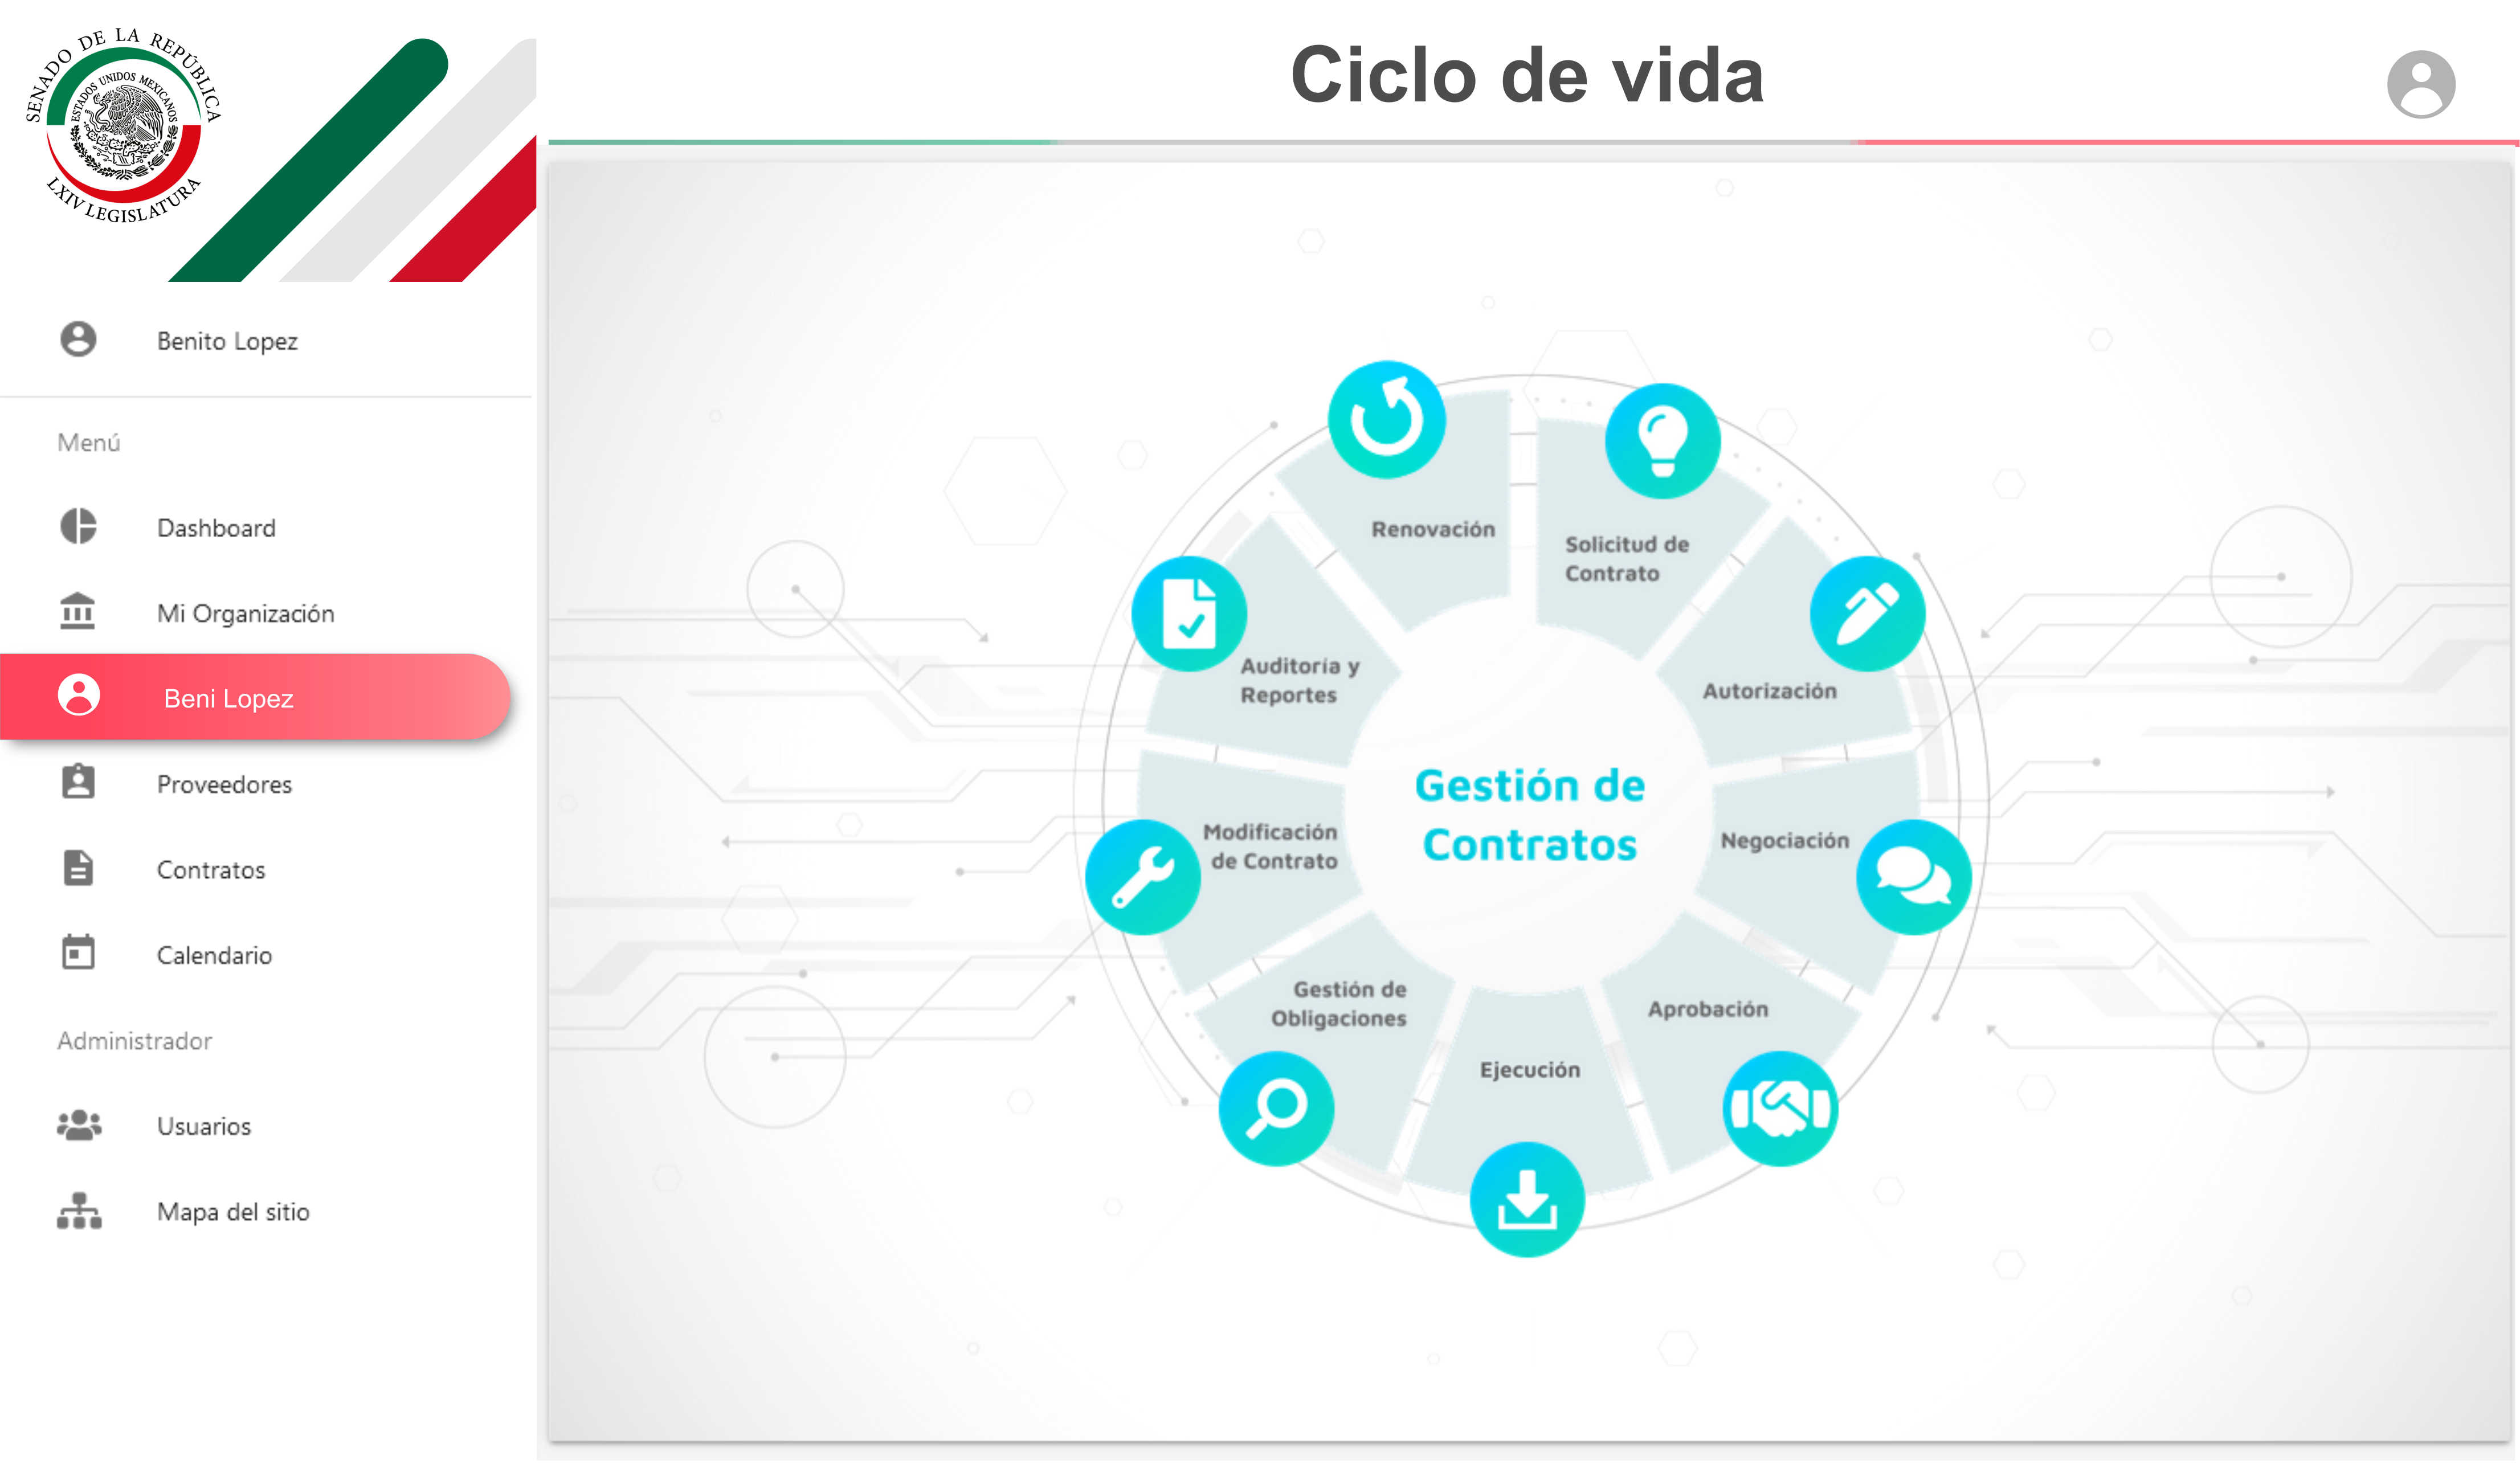 SENADO DE LA REPÚBLICA
ESTADOS UNIDOS MEXICANOS
LXIV LEGISLATURA
Ciclo de vida
Benito Lopez
Menú
Dashboard
Mi Organización
Beni Lopez
Proveedores
Contratos
Calendario
Administrador
Usuarios
Mapa del sitio
Renovación
Solicitud de
Contrato
Auditoría y
Reportes
Autorización
Gestión de
Contratos
Modificación
de Contrato
Negociación
Gestión de
Obligaciones
Aprobación
Ejecución